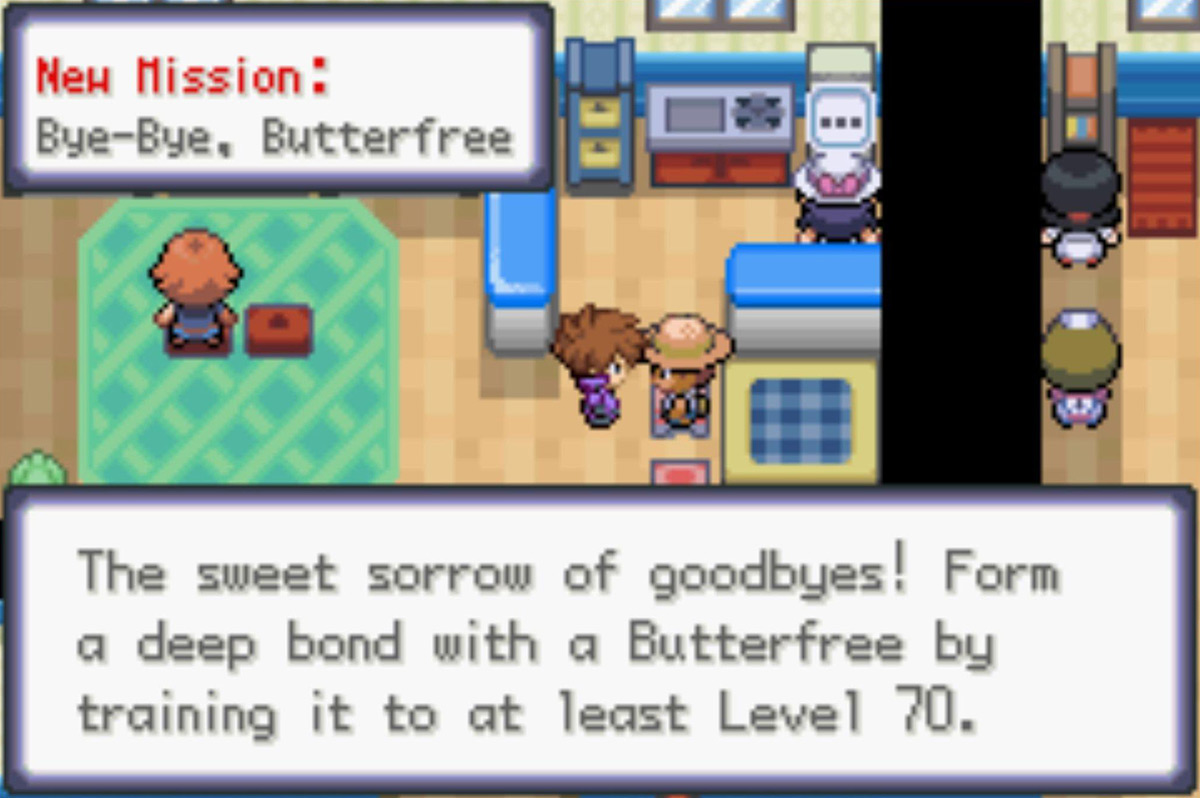 New Mission:
Bye-Bye, Butterfree
...
The sweet sorrow of goodbyes! Form
a deep bond with a Butterfree by
training it to at least Level 70.